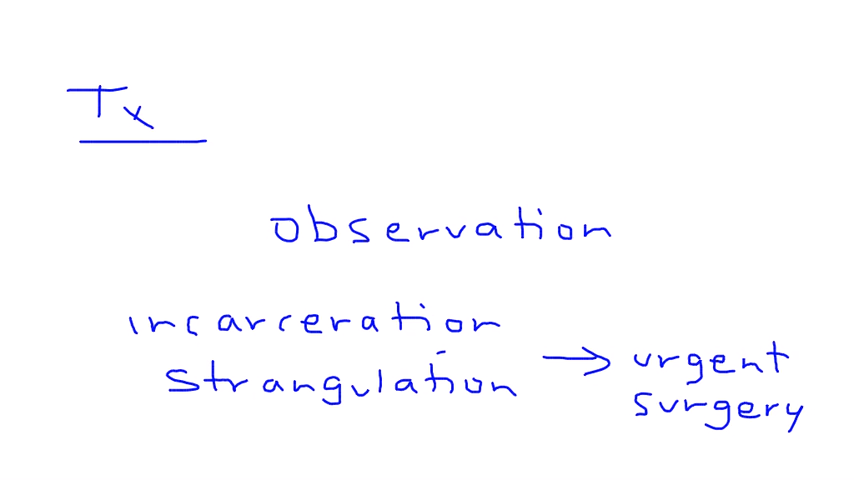 Tx
observation
incarceration
strangulation → urgent
surgery